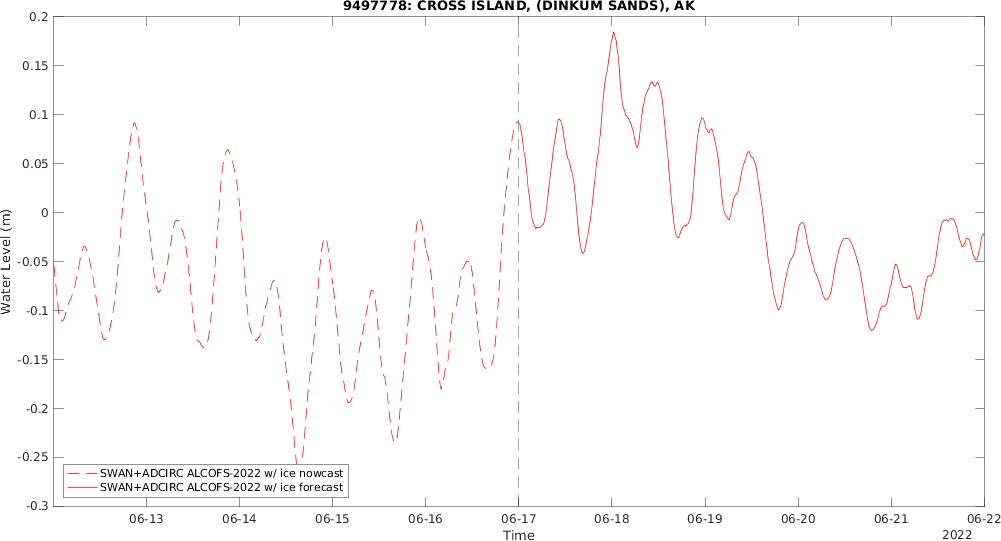 9497778: CROSS ISLAND, (DINKUM SANDS), AK
0.2
0.15
0.1
0.05
0
-0.05
-0.1
-0.15
-0.2
-0.25
-0.3
Water Level (m)
SWAN+ADCIRC ALCOFS-2022 w/ ice nowcast
SWAN+ADCIRC ALCOFS-2022 w/ ice forecast
06-13 06-14 06-15 06-16 06-17 06-18 06-19 06-20 06-21 06-22
Time
2022